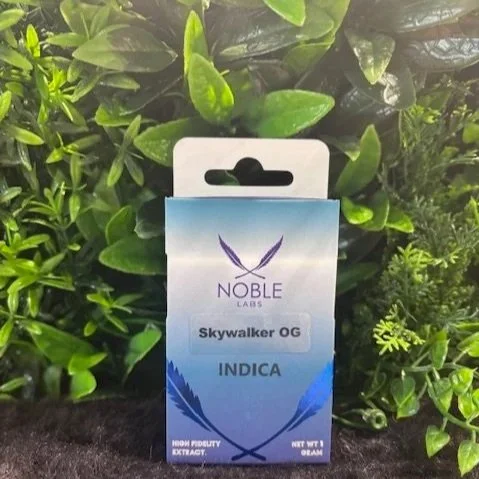 NOBLE
LABS
Skywalker OG
INDICA
HIGH FIDELITY
EXTRACT.
NET WT 1
GRAM